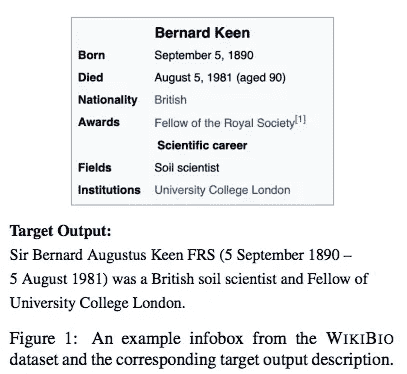 Bernard Keen
Born September 5, 1890
Died August 5, 1981 (aged 90)
Nationality British
Awards Fellow of the Royal Society[1]
Scientific career
Fields Soil scientist
Institutions University College London
Target Output:
Sir Bernard Augustus Keen FRS (5 September 1890 –
5 August 1981) was a British soil scientist and Fellow of
University College London.
Figure 1: An example infobox from the WIKIBIO
dataset and the corresponding target output description.